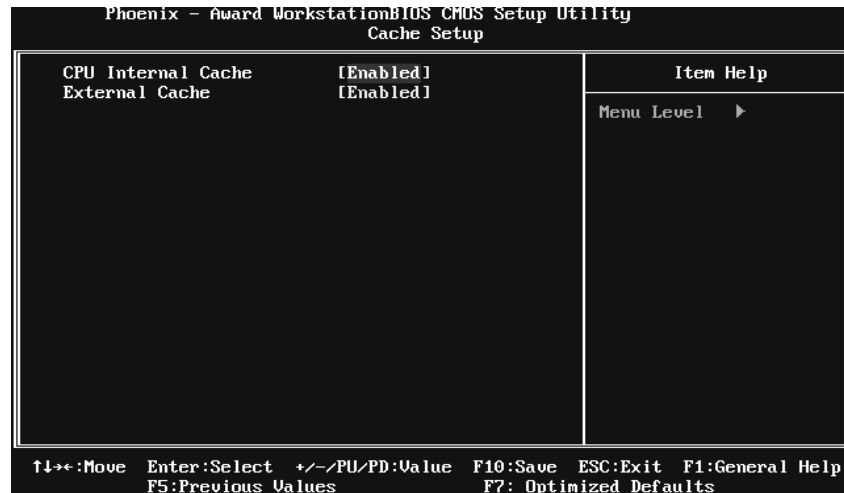 Phoenix - Award WorkstationBIOS CMOS Setup Utility
Cache Setup
CPU Internal Cache [Enabled]
External Cache [Enabled]
Item Help
Menu Level ▶
↑↓→←:Move Enter:Select +/-/PU/PD:Value F10:Save ESC:Exit F1:General Help
F5:Previous Values F7: Optimized Defaults